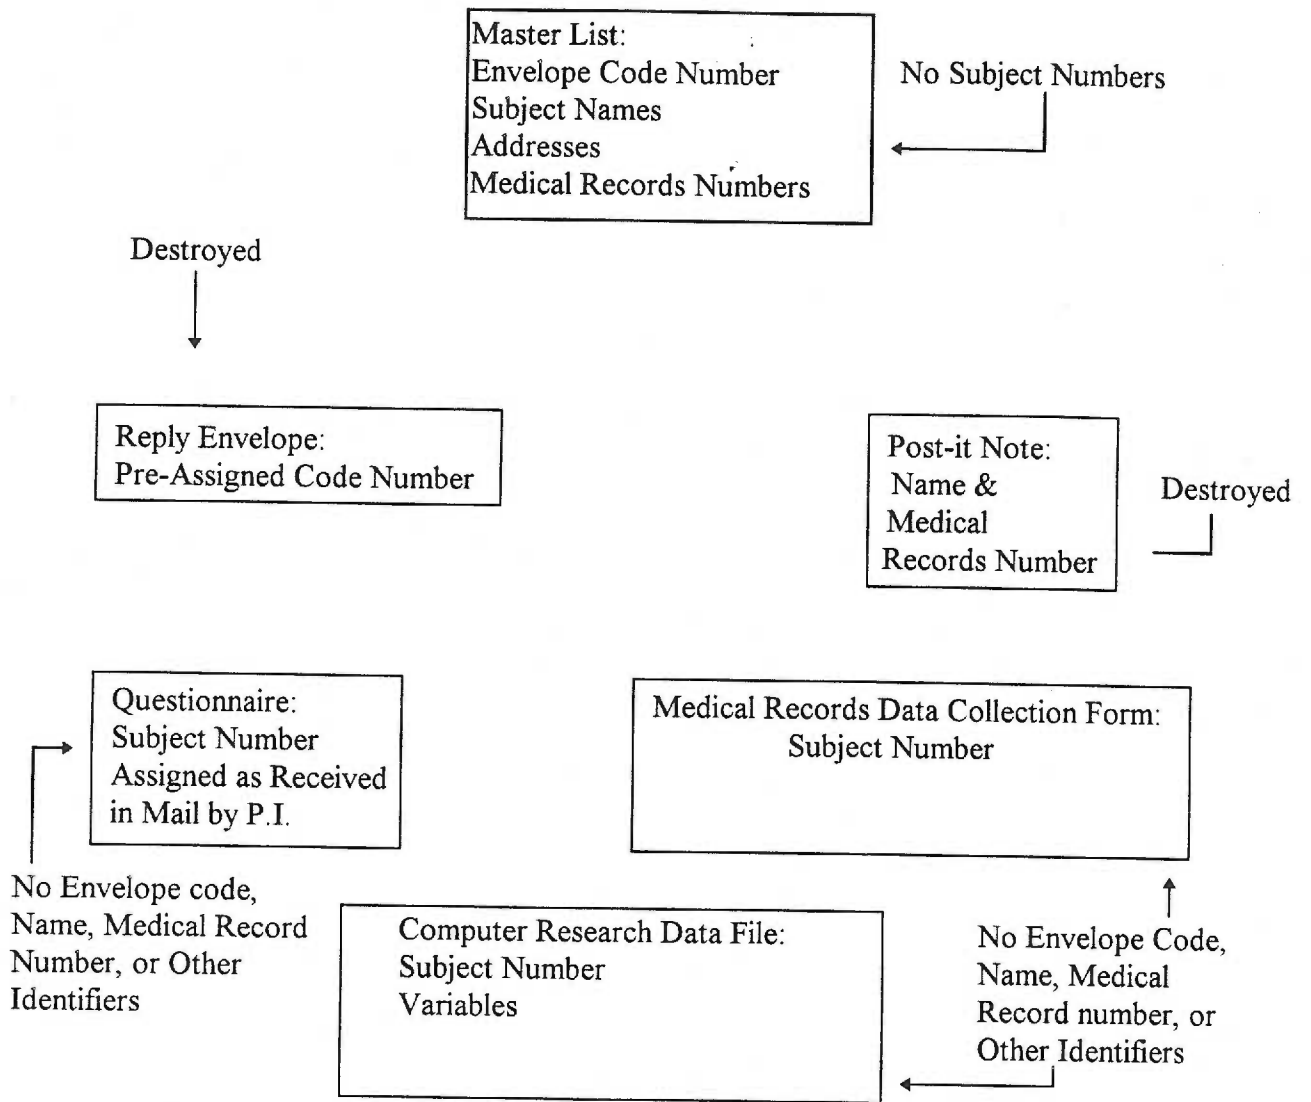 Master List:
Envelope Code Number
Subject Names
Addresses
Medical Records Numbers
No Subject Numbers
Destroyed
Reply Envelope:
Pre-Assigned Code Number
Post-it Note:
Name &
Medical
Records Number
Destroyed
Questionnaire:
Subject Number
Assigned as Received
in Mail by P.I.
Medical Records Data Collection Form:
Subject Number
No Envelope code,
Name, Medical Record
Number, or Other
Identifiers
Computer Research Data File:
Subject Number
Variables
No Envelope Code,
Name, Medical
Record number, or
Other Identifiers